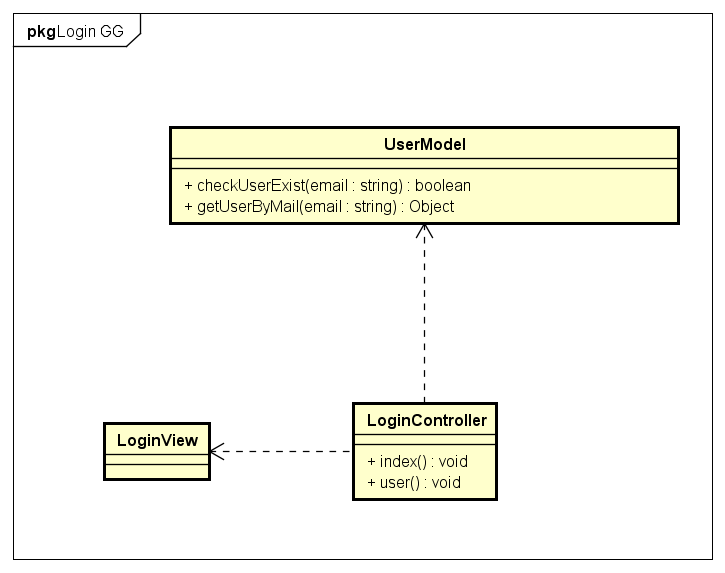 pkgLogin GG
UserModel
+ checkUserExist(email : string) : boolean
+ getUserByMail(email : string) : Object
LoginController
+ index() : void
+ user() : void
LoginView